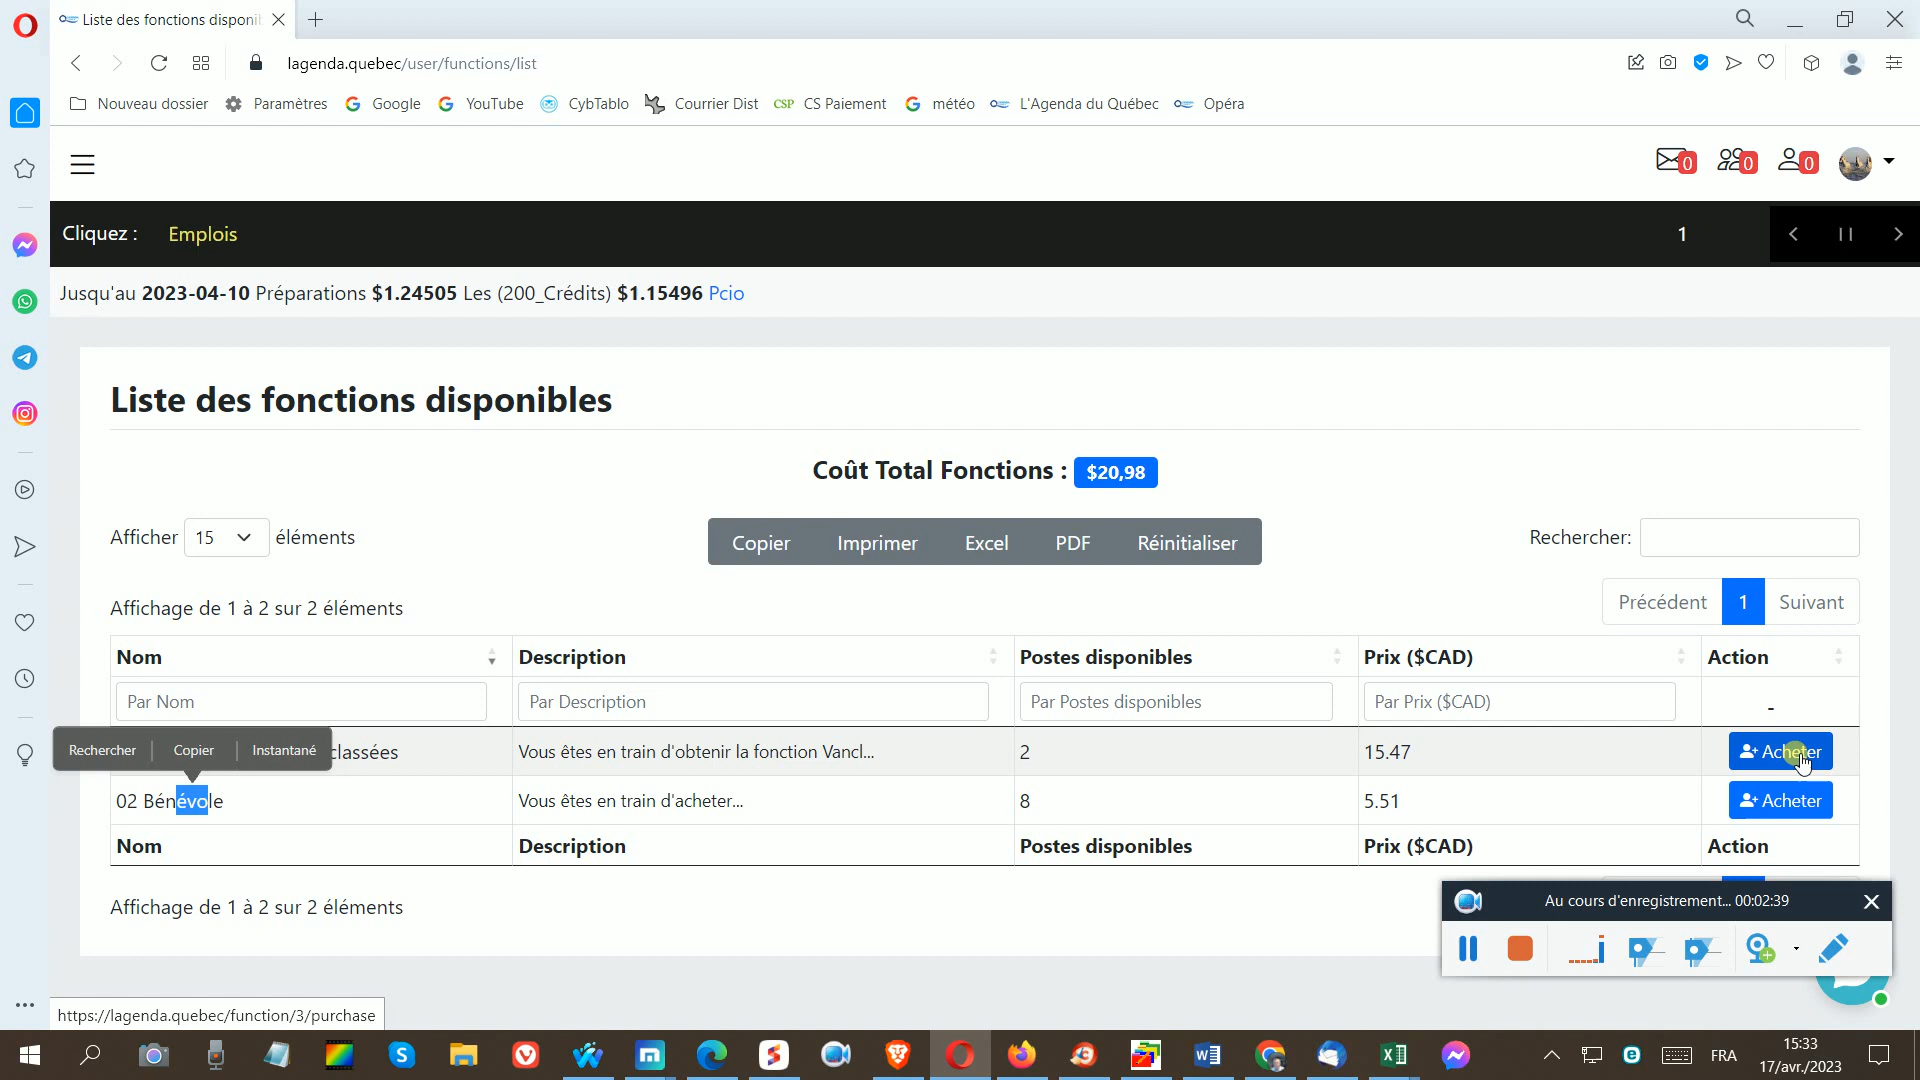 Liste des fonctions disponib
lagenda.quebec/user/functions/list
Nouveau dossier Paramètres Google YouTube CybTablo Courrier Dist CSP CS Paiement météo L'Agenda du Québec Opéra
0 0 0
Cliquez : Emplois 1
Jusqu'au 2023-04-10 Préparations $1.24505 Les (200_Crédits) $1.15496 Pcio
Liste des fonctions disponibles
Coût Total Fonctions : $20,98
Afficher 15 éléments
Copier Imprimer Excel PDF Réinitialiser
Rechercher:
Affichage de 1 à 2 sur 2 éléments
Précédent 1 Suivant
Nom Description Postes disponibles Prix ($CAD) Action
Par Nom Par Description Par Postes disponibles Par Prix ($CAD) -
Rechercher Copier Instantané
classées Vous êtes en train d'obtenir la fonction Vancl... 2 15.47 Acheter
02 Bénévole Vous êtes en train d'acheter... 8 5.51 Acheter
Nom Description Postes disponibles Prix ($CAD) Action
Affichage de 1 à 2 sur 2 éléments
Au cours d'enregistrement... 00:02:39
https://lagenda.quebec/function/3/purchase
FRA
15:33
17/avr./2023